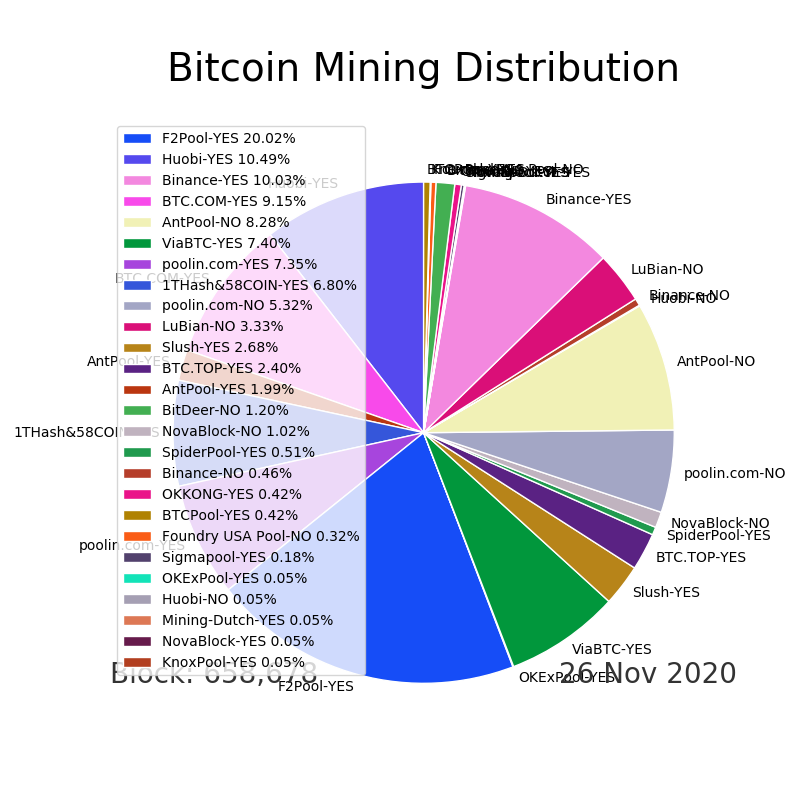 Bitcoin Mining Distribution
F2Pool-YES 20.02%
Huobi-YES 10.49%
Binance-YES 10.03%
BTC.COM-YES 9.15%
AntPool-NO 8.28%
ViaBTC-YES 7.40%
poolin.com-YES 7.35%
1THash&58COIN-YES 6.80%
poolin.com-NO 5.32%
LuBian-NO 3.33%
Slush-YES 2.68%
BTC.TOP-YES 2.40%
AntPool-YES 1.99%
BitDeer-NO 1.20%
NovaBlock-NO 1.02%
SpiderPool-YES 0.51%
Binance-NO 0.46%
OKKONG-YES 0.42%
BTCPool-YES 0.42%
Foundry USA Pool-NO 0.32%
Sigmapool-YES 0.18%
OKExPool-YES 0.05%
Huobi-NO 0.05%
Mining-Dutch-YES 0.05%
NovaBlock-YES 0.05%
KnoxPool-YES 0.05%
Huobi-YES
BTC.COM-YES
AntPool-YES
1THash&58COIN-YES
poolin.com-YES
F2Pool-YES
Binance-YES
LuBian-NO
Binance-NO
Huobi-NO
AntPool-NO
poolin.com-NO
NovaBlock-NO
SpiderPool-YES
BTC.TOP-YES
Slush-YES
ViaBTC-YES
OKExPool-YES
Block: 658,678
26 Nov 2020